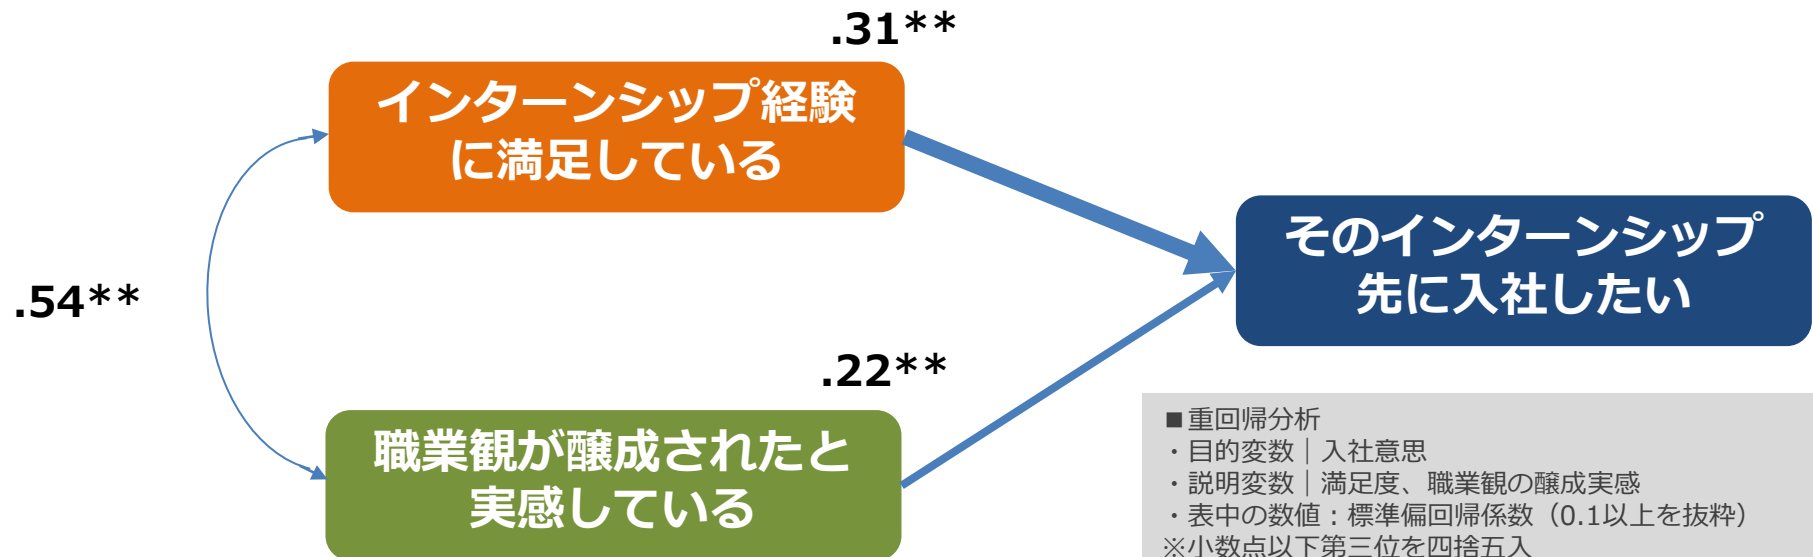 .31**
インターンシップ経験
に満足している
そのインターンシップ
先に入社したい
.54**
.22**
職業観が醸成されたと
実感している
■重回帰分析
・目的変数｜入社意思
・説明変数｜満足度、職業観の醸成実感
・表中の数値：標準偏回帰係数（0.1以上を抜粋）
※小数点以下第三位を四捨五入